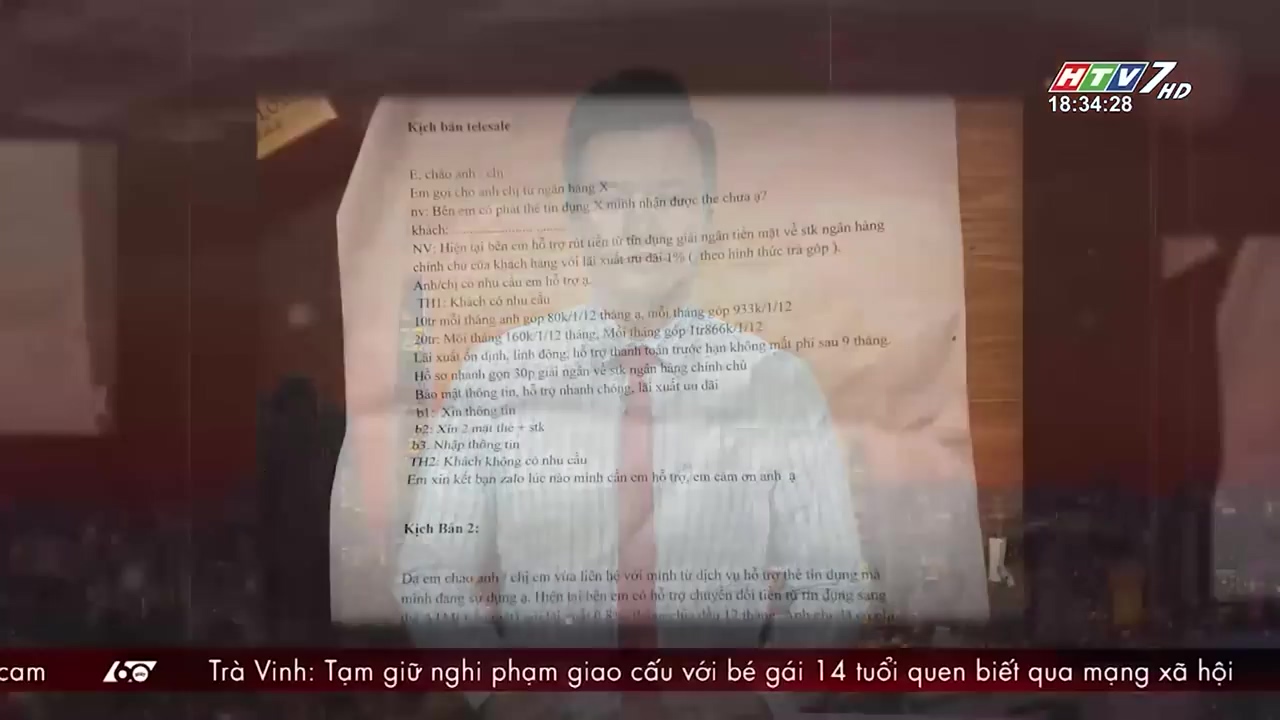 HTV7 HD
18:34:28
Kịch bản telesale
E, chào anh - chị
Em gọi cho anh chị từ ngân hàng X
nv: Bên em có phát thẻ tín dụng X mình nhận được the chưa ạ?
khách: ................................
NV: Hiện tại bên em hỗ trợ rút tiền từ tín dụng giải ngân tiền mặt về stk ngân hàng
chính chủ của khách hàng với lãi xuất ưu đãi 1% ( theo hình thức trả góp ).
Anh/chị có nhu cầu em hỗ trợ ạ.
TH1: Khách có nhu cầu
10tr mỗi tháng anh góp 80k/1/12 tháng ạ, mỗi tháng góp 933k/1/12
20tr: Mỗi tháng 160k/1/12 tháng, Mỗi tháng góp 1tr866k/1/12
Lãi xuất ổn định, linh động, hỗ trợ thanh toán trước hạn không mất phí sau 9 tháng.
Hồ sơ nhanh gọn 30p giải ngân về stk ngân hàng chính chủ
Bảo mật thông tin, hỗ trợ nhanh chóng, lãi xuất ưu đãi
b1: Xin thông tin
b2: Xin 2 mặt thẻ + stk
b3. Nhập thông tin
TH2: Khách không có nhu cầu
Em xin kết bạn zalo lúc nào mình cần em hỗ trợ, em cám ơn anh ạ
Kịch Bản 2:
Dạ em chào anh / chị em vừa liên hệ với mình từ dịch vụ hỗ trợ thẻ tín dụng mà
mình đang sự dụng ạ. Hiện tại bên em có hỗ trợ chuyển đổi tiền từ tín dụng sang
cam 60 giây Trà Vinh: Tạm giữ nghi phạm giao cấu với bé gái 14 tuổi quen biết qua mạng xã hội